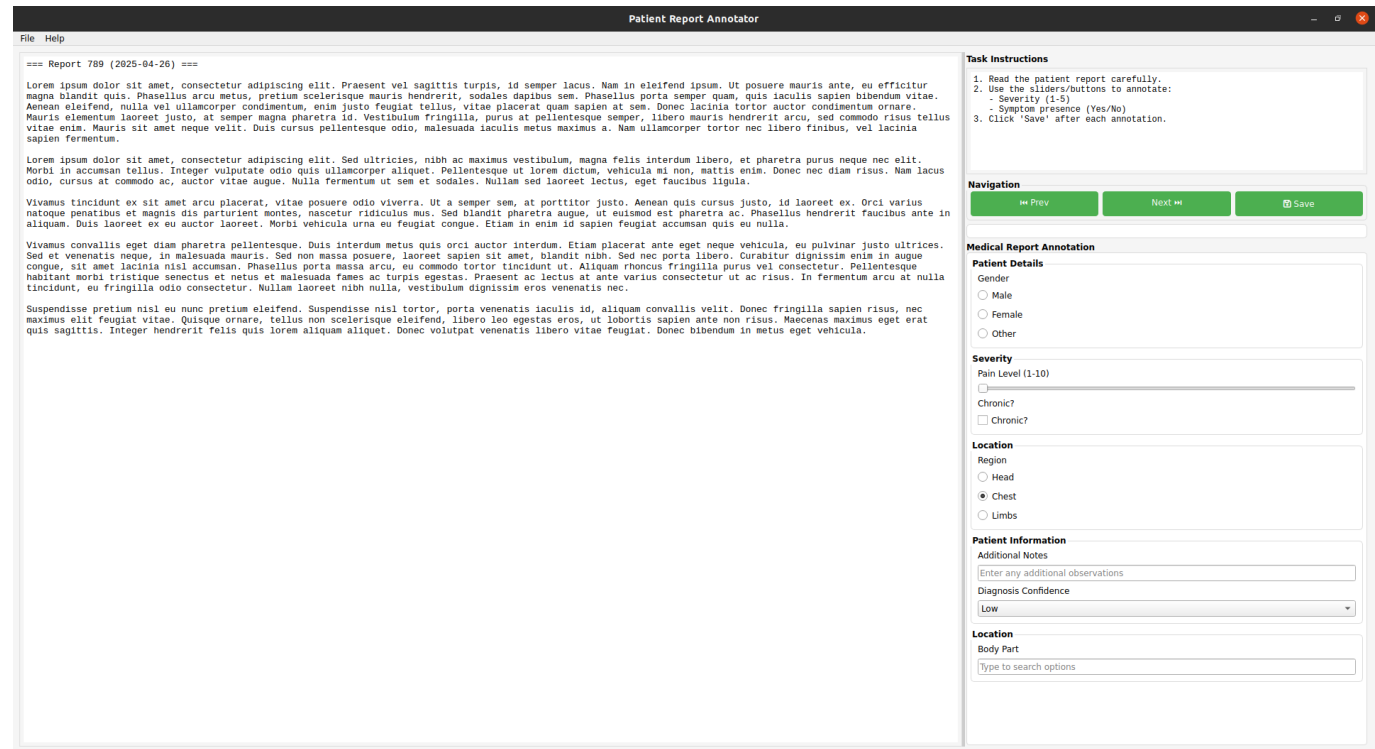 Patient Report Annotator
File Help
=== Report 789 (2025-04-26) ===
Lorem ipsum dolor sit amet, consectetur adipiscing elit. Praesent vel sagittis turpis, id semper lacus. Nam in eleifend ipsum. Ut posuere mauris ante, eu efficitur
magna blandit quis. Phasellus arcu metus, pretium scelerisque mauris hendrerit, sodales dapibus sem. Phasellus porta semper quam, quis iaculis sapien bibendum vitae.
Aenean eleifend, nulla vel ullamcorper condimentum, enim justo feugiat tellus, vitae placerat quam sapien at sem. Donec lacinia tortor auctor condimentum ornare.
Mauris elementum laoreet justo, at semper magna pharetra id. Vestibulum fringilla, purus at pellentesque semper, libero mauris hendrerit arcu, sed commodo risus tellus
vitae enim. Mauris sit amet neque velit. Duis cursus pellentesque odio, malesuada iaculis metus maximus a. Nam ullamcorper tortor nec libero finibus, vel lacinia
sapien fermentum.
Lorem ipsum dolor sit amet, consectetur adipiscing elit. Sed ultricies, nibh ac maximus vestibulum, magna felis interdum libero, et pharetra purus neque nec elit.
Morbi in accumsan tellus. Integer vulputate odio quis ullamcorper aliquet. Pellentesque ut lorem dictum, vehicula mi non, mattis enim. Donec nec diam risus. Nam lacus
odio, cursus at commodo ac, auctor vitae augue. Nulla fermentum ut sem et sodales. Nullam sed laoreet lectus, eget faucibus ligula.
Vivamus tincidunt ex sit amet arcu placerat, vitae posuere odio viverra. Ut a semper sem, at porttitor justo. Aenean quis cursus justo, id laoreet ex. Orci varius
natoque penatibus et magnis dis parturient montes, nascetur ridiculus mus. Sed blandit pharetra augue, ut euismod est pharetra ac. Phasellus hendrerit faucibus ante in
aliquam. Duis laoreet ex eu auctor laoreet. Morbi vehicula urna eu feugiat congue. Etiam in enim id sapien feugiat accumsan quis eu nulla.
Vivamus convallis eget diam pharetra pellentesque. Duis interdum metus quis orci auctor interdum. Etiam placerat ante eget neque vehicula, eu pulvinar justo ultrices.
Sed et venenatis neque, in malesuada mauris. Sed non massa posuere, laoreet sapien sit amet, blandit nibh. Sed nec porta libero. Curabitur dignissim enim in augue
congue, sit amet lacinia nisl accumsan. Phasellus porta massa arcu, eu commodo tortor tincidunt ut. Aliquam rhoncus fringilla purus vel consectetur. Pellentesque
habitant morbi tristique senectus et netus et malesuada fames ac turpis egestas. Praesent ac lectus at ante varius consectetur ut ac risus. In fermentum arcu at nulla
tincidunt, eu fringilla odio consectetur. Nullam laoreet nibh nulla, vestibulum dignissim eros venenatis nec.
Suspendisse pretium nisl eu nunc pretium eleifend. Suspendisse nisl tortor, porta venenatis iaculis id, aliquam convallis velit. Donec fringilla sapien risus, nec
maximus elit feugiat vitae. Quisque ornare, tellus non scelerisque eleifend, libero leo egestas eros, ut lobortis sapien ante non risus. Maecenas maximus eget erat
quis sagittis. Integer hendrerit felis quis lorem aliquam aliquet. Donec volutpat venenatis libero vitae feugiat. Donec bibendum in metus eget vehicula.
Task Instructions
1. Read the patient report carefully.
2. Use the sliders/buttons to annotate:
- Severity (1-5)
- Symptom presence (Yes/No)
3. Click 'Save' after each annotation.
Navigation
Prev Next Save
Medical Report Annotation
Patient Details
Gender
Male
Female
Other
Severity
Pain Level (1-10)
Chronic?
Chronic?
Location
Region
Head
Chest
Limbs
Patient Information
Additional Notes
Enter any additional observations
Diagnosis Confidence
Low
Location
Body Part
Type to search options